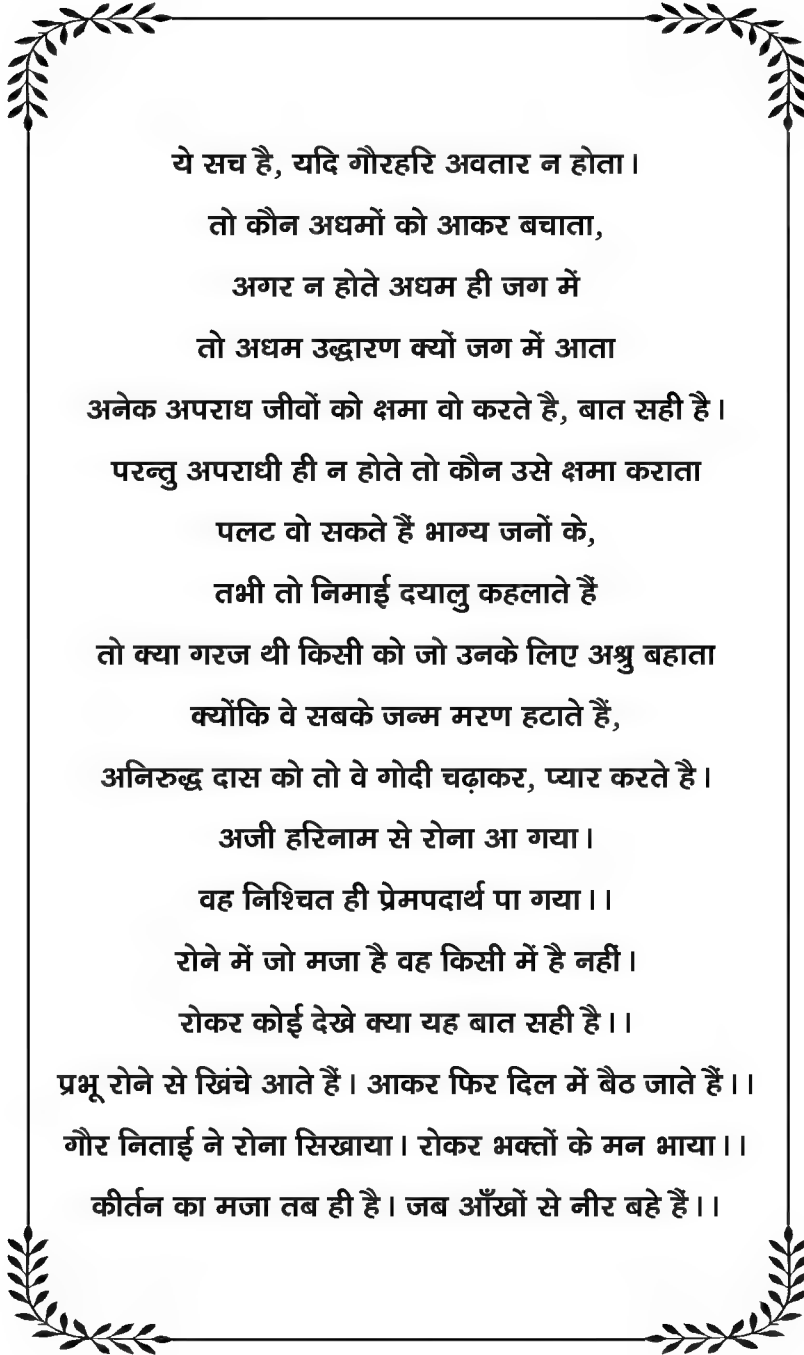 ये सच है, यदि गौरहरि अवतार न होता।
तो कौन अधमों को आकर बचाता,
अगर न होते अधम ही जग में
तो अधम उद्धारण क्यों जग में आता
अनेक अपराध जीवों को क्षमा वो करते है, बात सही है।
परन्तु अपराधी ही न होते तो कौन उसे क्षमा कराता
पलट वो सकते हैं भाग्य जनों के,
तभी तो निमाई दयालु कहलाते हैं
तो क्या गरज थी किसी को जो उनके लिए अश्रु बहाता
क्योंकि वे सबके जन्म मरण हटाते हैं,
अनिरुद्ध दास को तो वे गोदी चढ़ाकर, प्यार करते है।
अजी हरिनाम से रोना आ गया।
वह निश्चित ही प्रेमपदार्थ पा गया।।
रोने में जो मजा है वह किसी में है नहीं।
रोकर कोई देखे क्या यह बात सही है।।
प्रभू रोने से खिंचे आते हैं। आकर फिर दिल में बैठ जाते हैं।।
गौर निताई ने रोना सिखाया। रोकर भक्तों के मन भाया।।
कीर्तन का मजा तब ही है। जब आँखों से नीर बहे हैं।।